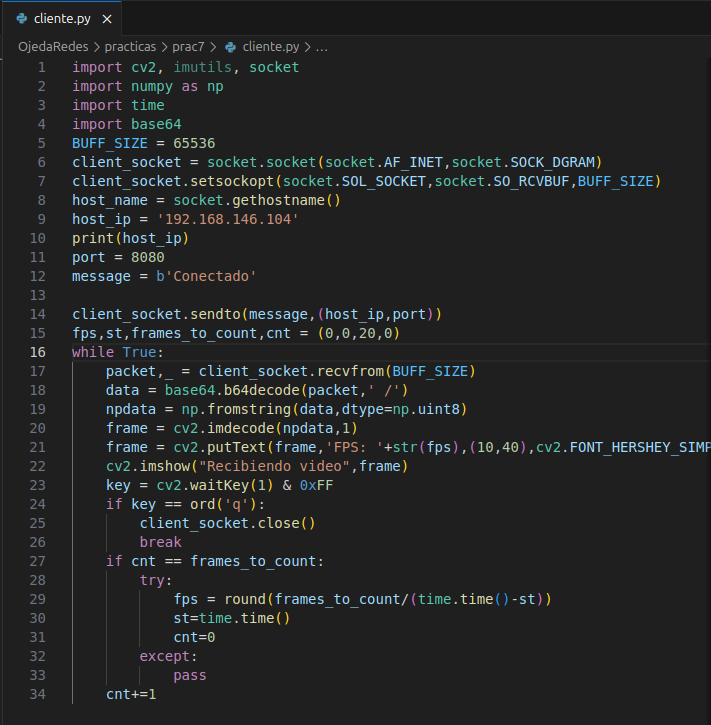 cliente.py ×
OjedaRedes > practicas > prac7 > cliente.py > ...
1 import cv2, imutils, socket
2 import numpy as np
3 import time
4 import base64
5 BUFF_SIZE = 65536
6 client_socket = socket.socket(socket.AF_INET,socket.SOCK_DGRAM)
7 client_socket.setsockopt(socket.SOL_SOCKET,socket.SO_RCVBUF,BUFF_SIZE)
8 host_name = socket.gethostname()
9 host_ip = '192.168.146.104'
10 print(host_ip)
11 port = 8080
12 message = b'Conectado'
13
14 client_socket.sendto(message,(host_ip,port))
15 fps,st,frames_to_count,cnt = (0,0,20,0)
16 while True:
17     packet,_ = client_socket.recvfrom(BUFF_SIZE)
18     data = base64.b64decode(packet,' /')
19     npdata = np.fromstring(data,dtype=np.uint8)
20     frame = cv2.imdecode(npdata,1)
21     frame = cv2.putText(frame,'FPS: '+str(fps),(10,40),cv2.FONT_HERSHEY_SIMP
22     cv2.imshow("Recibiendo video",frame)
23     key = cv2.waitKey(1) & 0xFF
24     if key == ord('q'):
25         client_socket.close()
26         break
27     if cnt == frames_to_count:
28         try:
29             fps = round(frames_to_count/(time.time()-st))
30             st=time.time()
31             cnt=0
32         except:
33             pass
34     cnt+=1